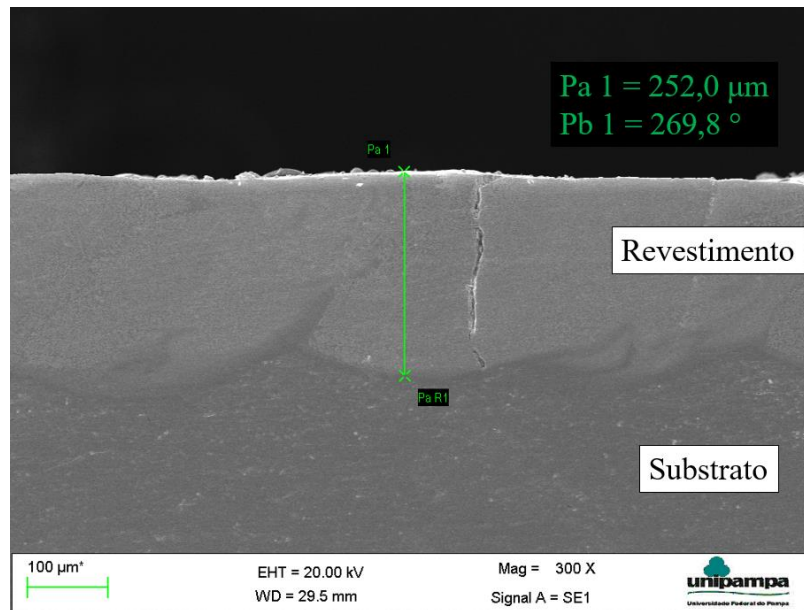 Pa 1 = 252,0 μm
Pb 1 = 269,8 °
Pa 1
Revestimento
Pa R1
Substrato
100 μm*
EHT = 20.00 kV
WD = 29.5 mm
Mag = 300 X
Signal A = SE1
unipampa
Universidade Federal do Pampa